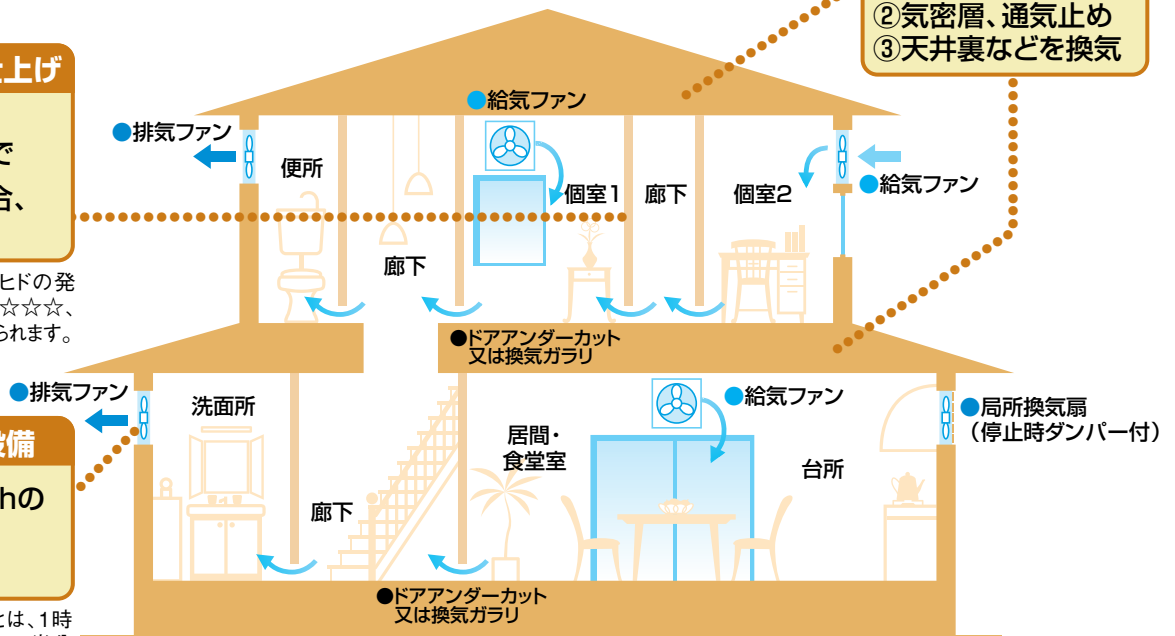 ②気密層、通気止め
③天井裏などを換気
上げ
●給気ファン
●排気ファン
便所
で
合、
個室1
廊下
個室2
●給気ファン
廊下
ヒドの発
☆☆☆、
られます。
●ドアアンダーカット
又は換気ガラリ
●排気ファン
洗面所
●給気ファン
●局所換気扇
（停止時ダンパー付）
居間・
食堂室
台所
設備
hの
廊下
●ドアアンダーカット
又は換気ガラリ
とは、1時